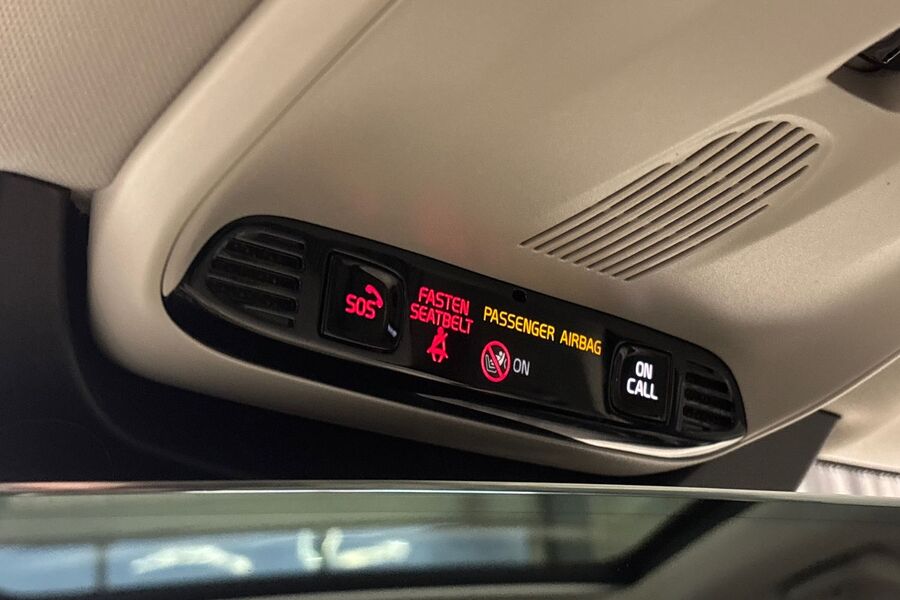 SOS
FASTEN
SEATBELT
PASSENGER AIRBAG
ON
ON
CALL